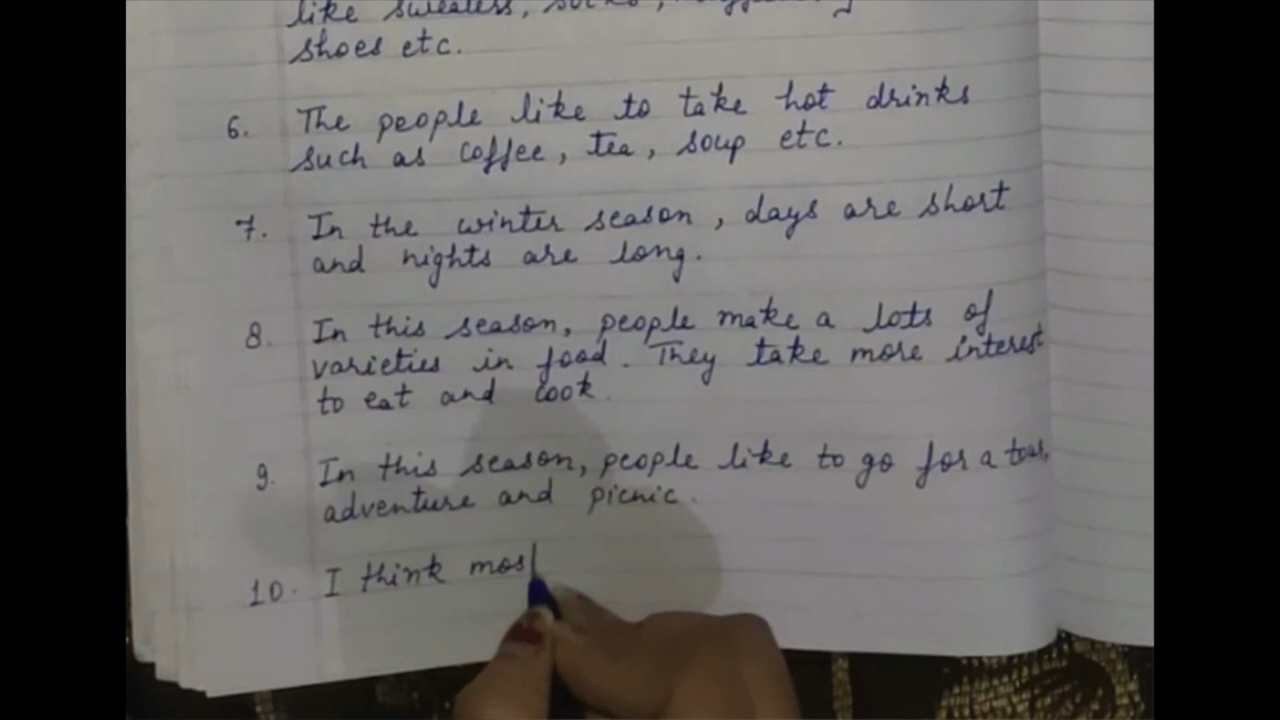 like sweaters, socks,
shoes etc.
6. The people like to take hot drinks
such as coffee, tea, soup etc.
7. In the winter season, days are short
and nights are long.
8. In this season, people make a lots of
varieties in food. They take more interest
to eat and cook.
9. In this season, people like to go for a tour,
adventure and picnic.
10. I think mos